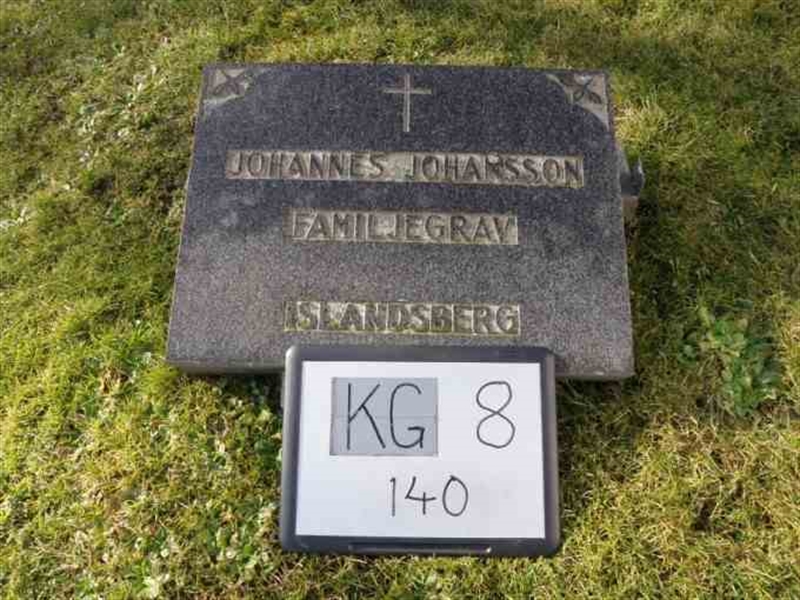 JOHANNES JOHANSSON
FAMILJEGRAV
ISLANDSBERG
KG 8
140